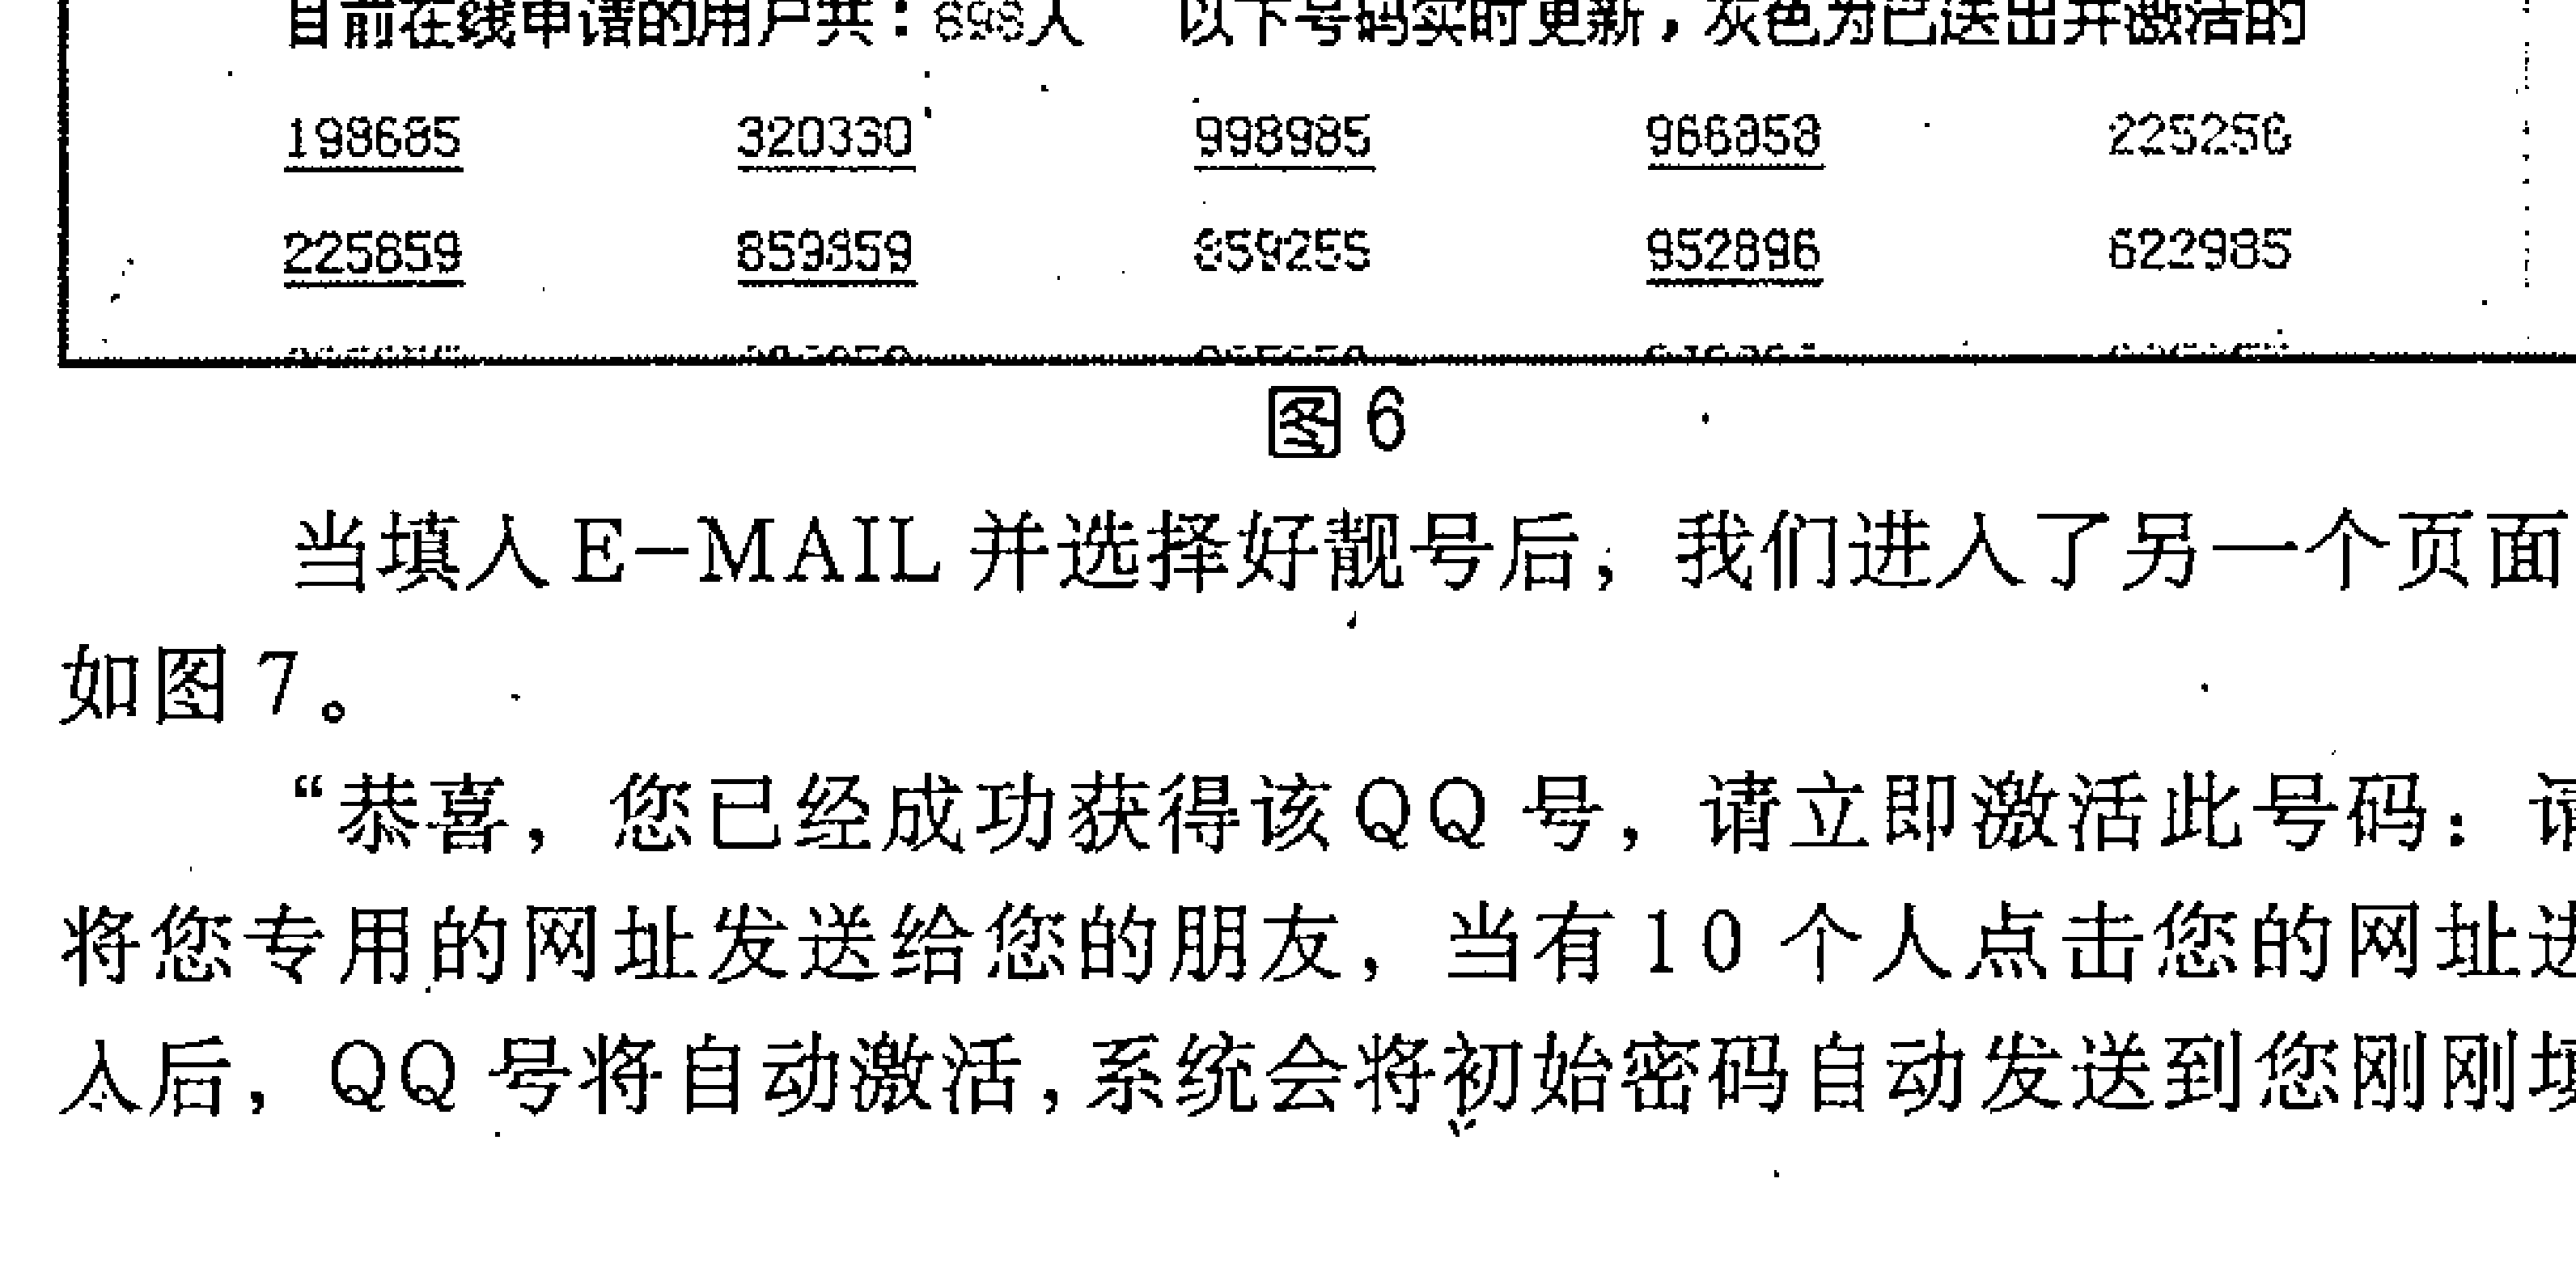 目前在线申请的用户共：698人 以下号码实时更新，灰色为已送出并激活的
198685 320330 998985 966858 225256
225859 859659 859255 952896 622985
图6
当填入E-MAIL并选择好靓号后，我们进入了另一个页面
如图7。
“恭喜，您已经成功获得该QQ号，请立即激活此号码：请
将您专用的网址发送给您的朋友，当有10个人点击您的网址进
入后，QQ号将自动激活，系统会将初始密码自动发送到您刚刚填